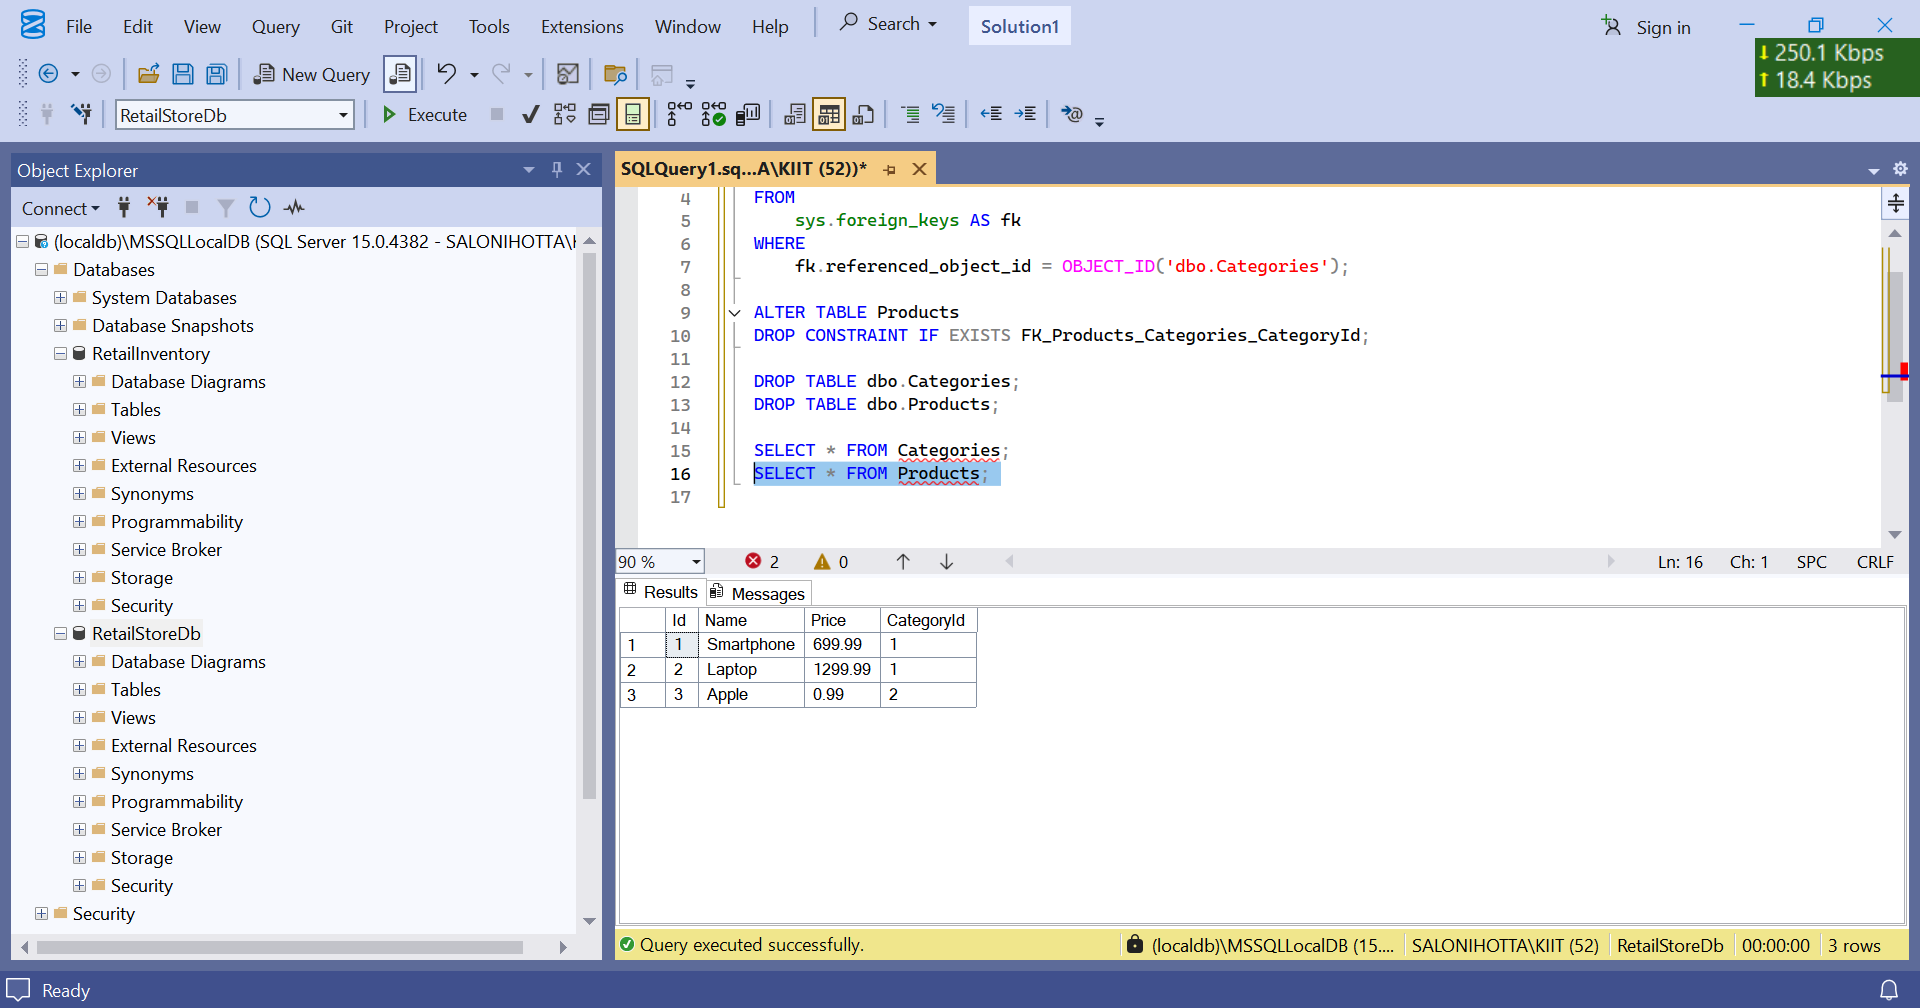 File Edit View Query Git Project Tools Extensions Window Help Search Solution1 Sign in
250.1 Kbps
18.4 Kbps
New Query
RetailStoreDb Execute
Object Explorer
Connect
(localdb)\MSSQLLocalDB (SQL Server 15.0.4382 - SALONIHOTTA\
Databases
System Databases
Database Snapshots
RetailInventory
Database Diagrams
Tables
Views
External Resources
Synonyms
Programmability
Service Broker
Storage
Security
RetailStoreDb
Database Diagrams
Tables
Views
External Resources
Synonyms
Programmability
Service Broker
Storage
Security
Security
SQLQuery1.sq...A\KIIT (52))*
4 FROM
5 sys.foreign_keys AS fk
6 WHERE
7 fk.referenced_object_id = OBJECT_ID('dbo.Categories');
8
9 ALTER TABLE Products
10 DROP CONSTRAINT IF EXISTS FK_Products_Categories_CategoryId;
11
12 DROP TABLE dbo.Categories;
13 DROP TABLE dbo.Products;
14
15 SELECT * FROM Categories;
16 SELECT * FROM Products;
17
90 % 2 0 Ln: 16 Ch: 1 SPC CRLF
Results Messages
Id Name Price CategoryId
1 1 Smartphone 699.99 1
2 2 Laptop 1299.99 1
3 3 Apple 0.99 2
Query executed successfully. (localdb)\MSSQLLocalDB (15.... SALONIHOTTA\KIIT (52) RetailStoreDb 00:00:00 3 rows
Ready